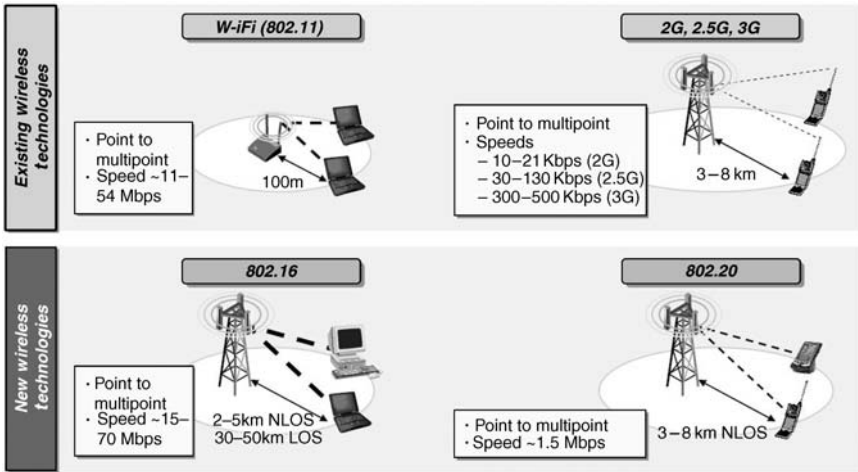 Existing wireless
technologies
W-iFi (802.11)
· Point to
multipoint
· Speed ~11–
54 Mbps
100m
2G, 2.5G, 3G
· Point to multipoint
· Speeds
– 10–21 Kbps (2G)
– 30–130 Kbps (2.5G)
– 300–500 Kbps (3G)
3–8 km
New wireless
technologies
802.16
· Point to
multipoint
· Speed ~15–
70 Mbps
2–5km NLOS
30–50km LOS
802.20
· Point to multipoint
· Speed ~1.5 Mbps
3–8 km NLOS